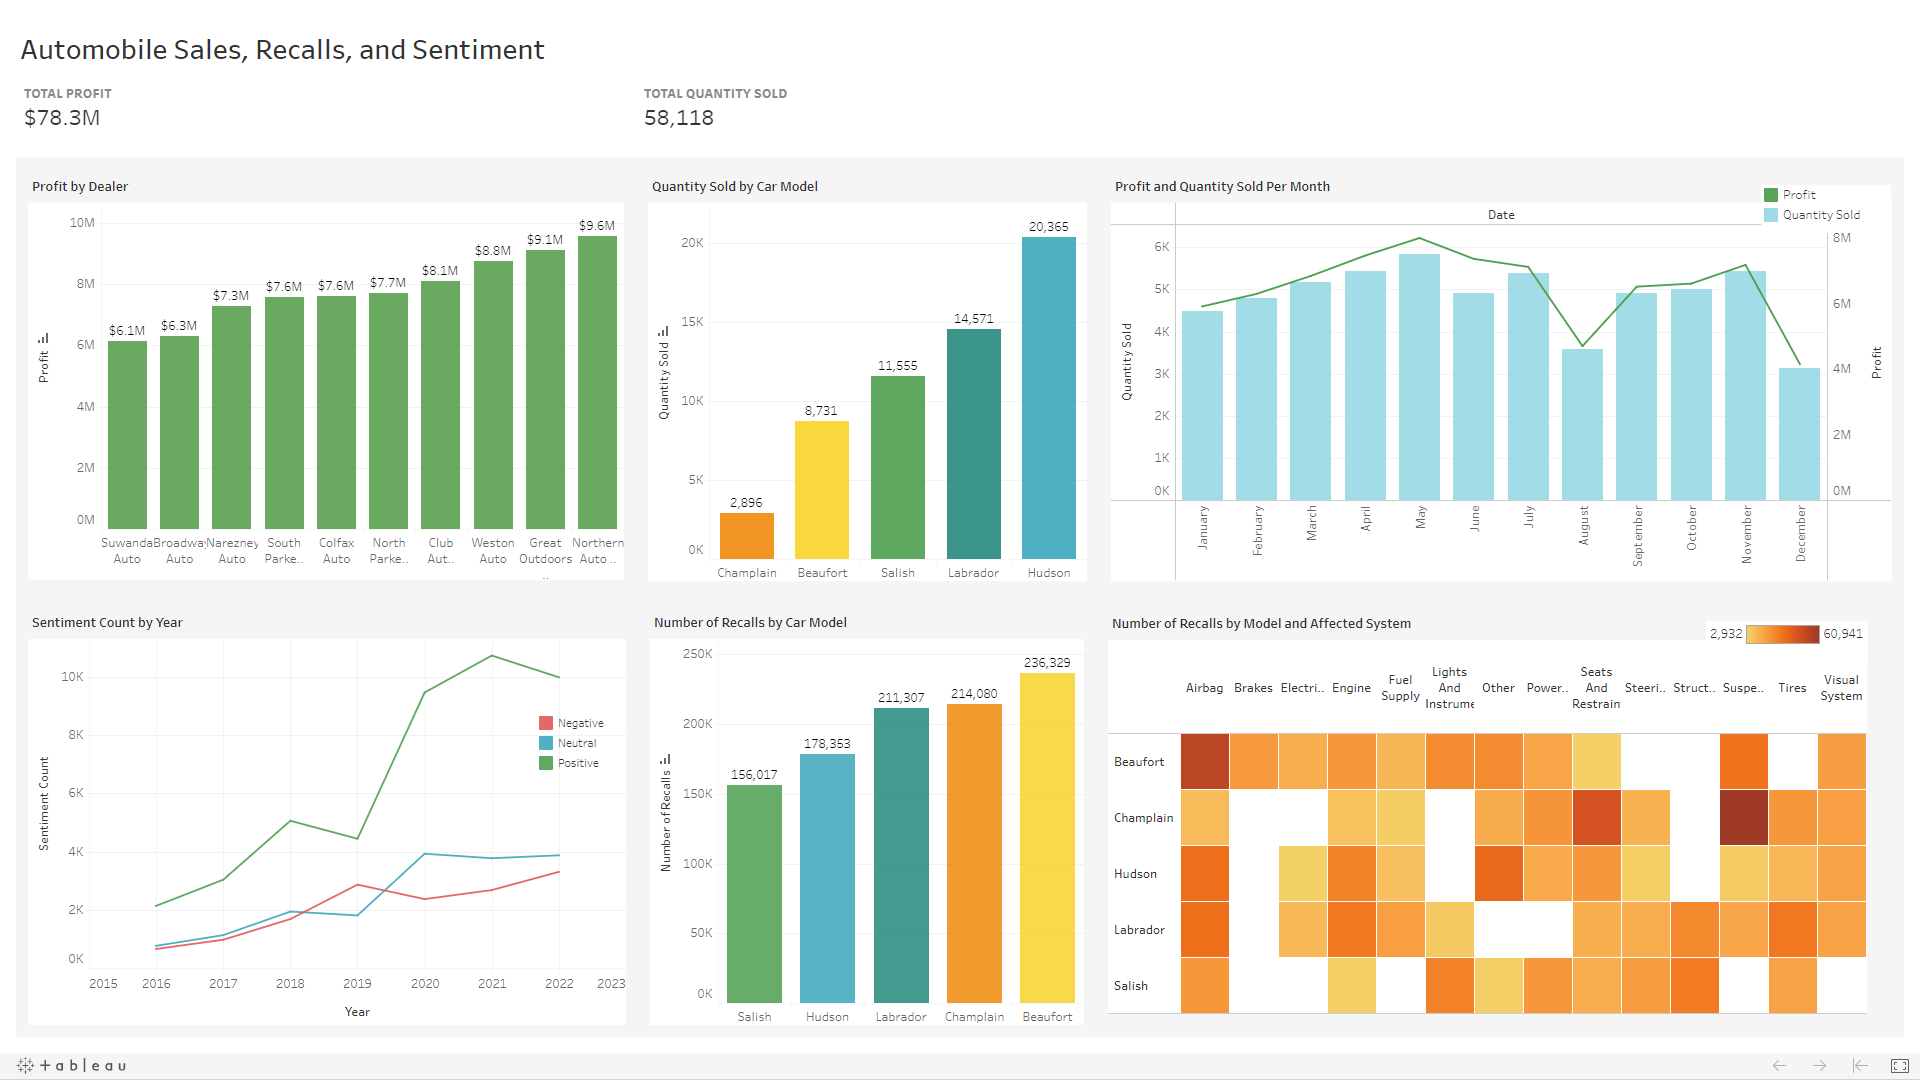 Automobile Sales, Recalls, and Sentiment
TOTAL PROFIT
$78.3M
TOTAL QUANTITY SOLD
58,118
Profit by Dealer
Profit
10M
8M
6M
4M
2M
0M
$6.1M
$6.3M
$7.3M
$7.6M
$7.6M
$7.7M
$8.1M
$8.8M
$9.1M
$9.6M
Suwanda Auto
Broadway Auto
Narezney Auto
South Parke..
Colfax Auto
North Parke..
Club Aut..
Weston Auto
Great Outdoors ..
Northern Auto ..
Quantity Sold by Car Model
Quantity Sold
20K
15K
10K
5K
0K
2,896
8,731
11,555
14,571
20,365
Champlain
Beaufort
Salish
Labrador
Hudson
Profit and Quantity Sold Per Month
Profit
Quantity Sold
Date
Quantity Sold
6K
5K
4K
3K
2K
1K
0K
8M
6M
4M
2M
0M
Profit
January
February
March
April
May
June
July
August
September
October
November
December
Sentiment Count by Year
Sentiment Count
10K
8K
6K
4K
2K
0K
Negative
Neutral
Positive
2015
2016
2017
2018
2019
2020
2021
2022
2023
Year
Number of Recalls by Car Model
Number of Recalls
250K
200K
150K
100K
50K
0K
156,017
178,353
211,307
214,080
236,329
Salish
Hudson
Labrador
Champlain
Beaufort
Number of Recalls by Model and Affected System
2,932
60,941
Airbag
Brakes
Electri..
Engine
Fuel Supply
Lights And Instrume
Other
Power..
Seats And Restrain
Steeri..
Struct..
Suspe..
Tires
Visual System
Beaufort
Champlain
Hudson
Labrador
Salish
+ableau